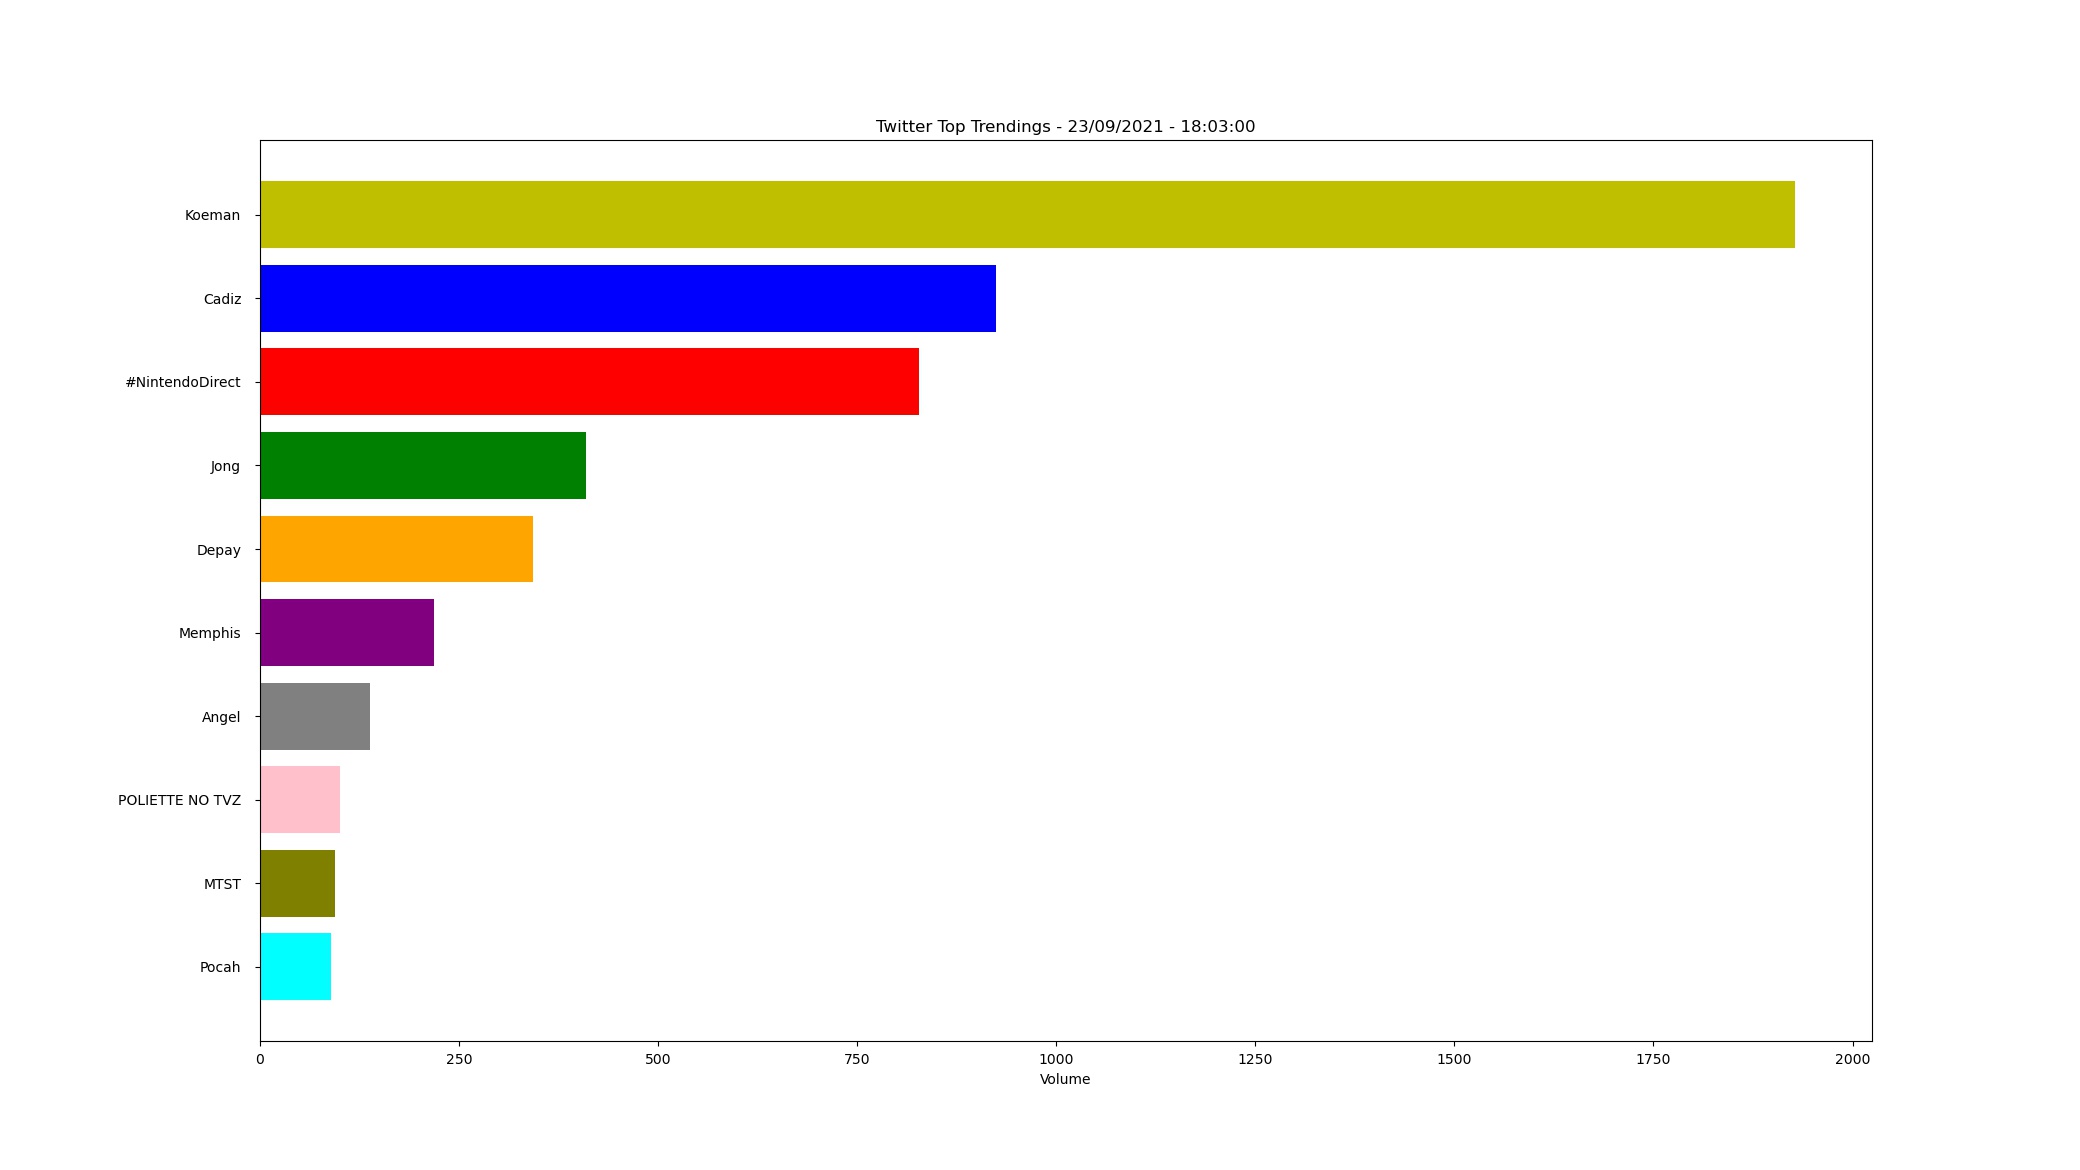 Twitter Top Trendings - 23/09/2021 - 18:03:00
Koeman
Cadiz
#NintendoDirect
Jong
Depay
Memphis
Angel
POLIETTE NO TVZ
MTST
Pocah
0 250 500 750 1000 1250 1500 1750 2000
Volume